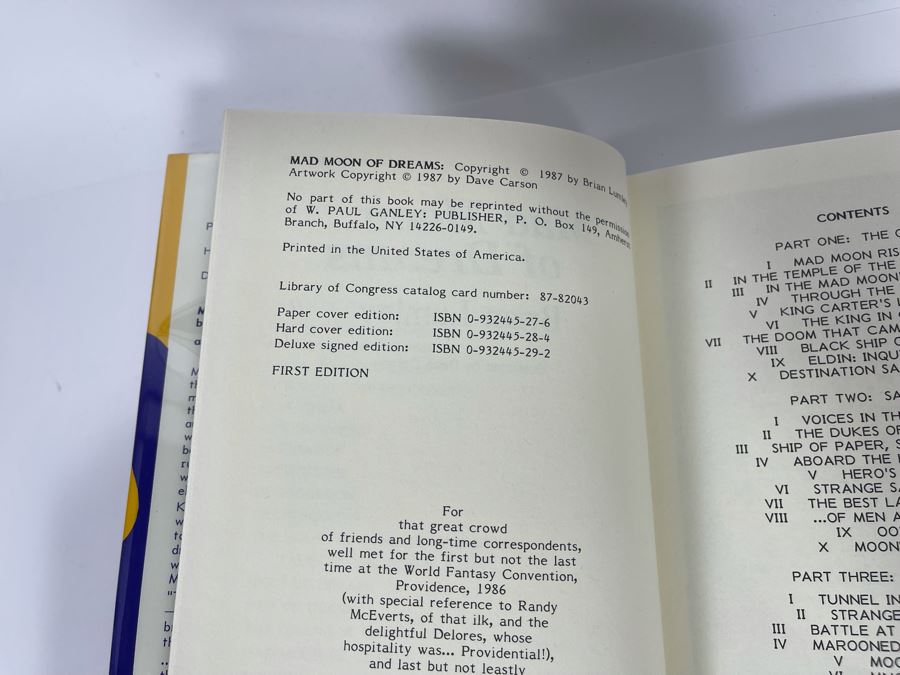 MAD MOON OF DREAMS: Copyright © 1987 by Brian Lumley
Artwork Copyright © 1987 by Dave Carson
No part of this book may be reprinted without the permission
of W. PAUL GANLEY: PUBLISHER, P. O. Box 149, Amherst
Branch, Buffalo, NY 14226-0149.
Printed in the United States of America.
Library of Congress catalog card number: 87-82043
Paper cover edition: ISBN 0-932445-27-6
Hard cover edition: ISBN 0-932445-28-4
Deluxe signed edition: ISBN 0-932445-29-2
FIRST EDITION
For
that great crowd
of friends and long-time correspondents,
well met for the first but not the last
time at the World Fantasy Convention,
Providence, 1986
(with special reference to Randy
McEverts, of that ilk, and the
delightful Delores, whose
hospitality was... Providential!),
and last but not leastly
CONTENTS
PART ONE: THE
I MAD MOON RIS
II IN THE TEMPLE OF THE
III IN THE MAD MOON'
IV THROUGH THE
V KING CARTER'S
VI THE KING IN
VII THE DOOM THAT CAM
VIII BLACK SHIP
IX ELDIN: INQU
X DESTINATION SA
PART TWO: SA
I VOICES IN TH
II THE DUKES OF
III SHIP OF PAPER, S
IV ABOARD THE
V HERO'S
VI STRANGE SA
VII THE BEST LA
VIII ...OF MEN A
IX OO
X MOON
PART THREE:
I TUNNEL IN
II STRANGE
III BATTLE AT
IV MAROONED
V MOO
VI